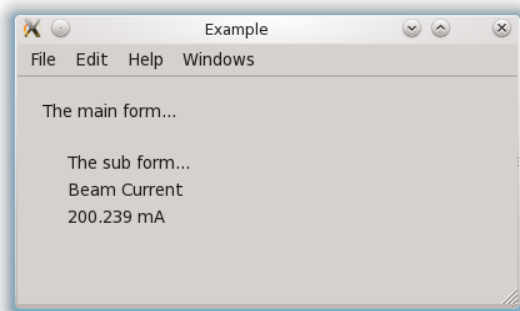 Example
File Edit Help Windows
The main form...
The sub form...
Beam Current
200.239 mA